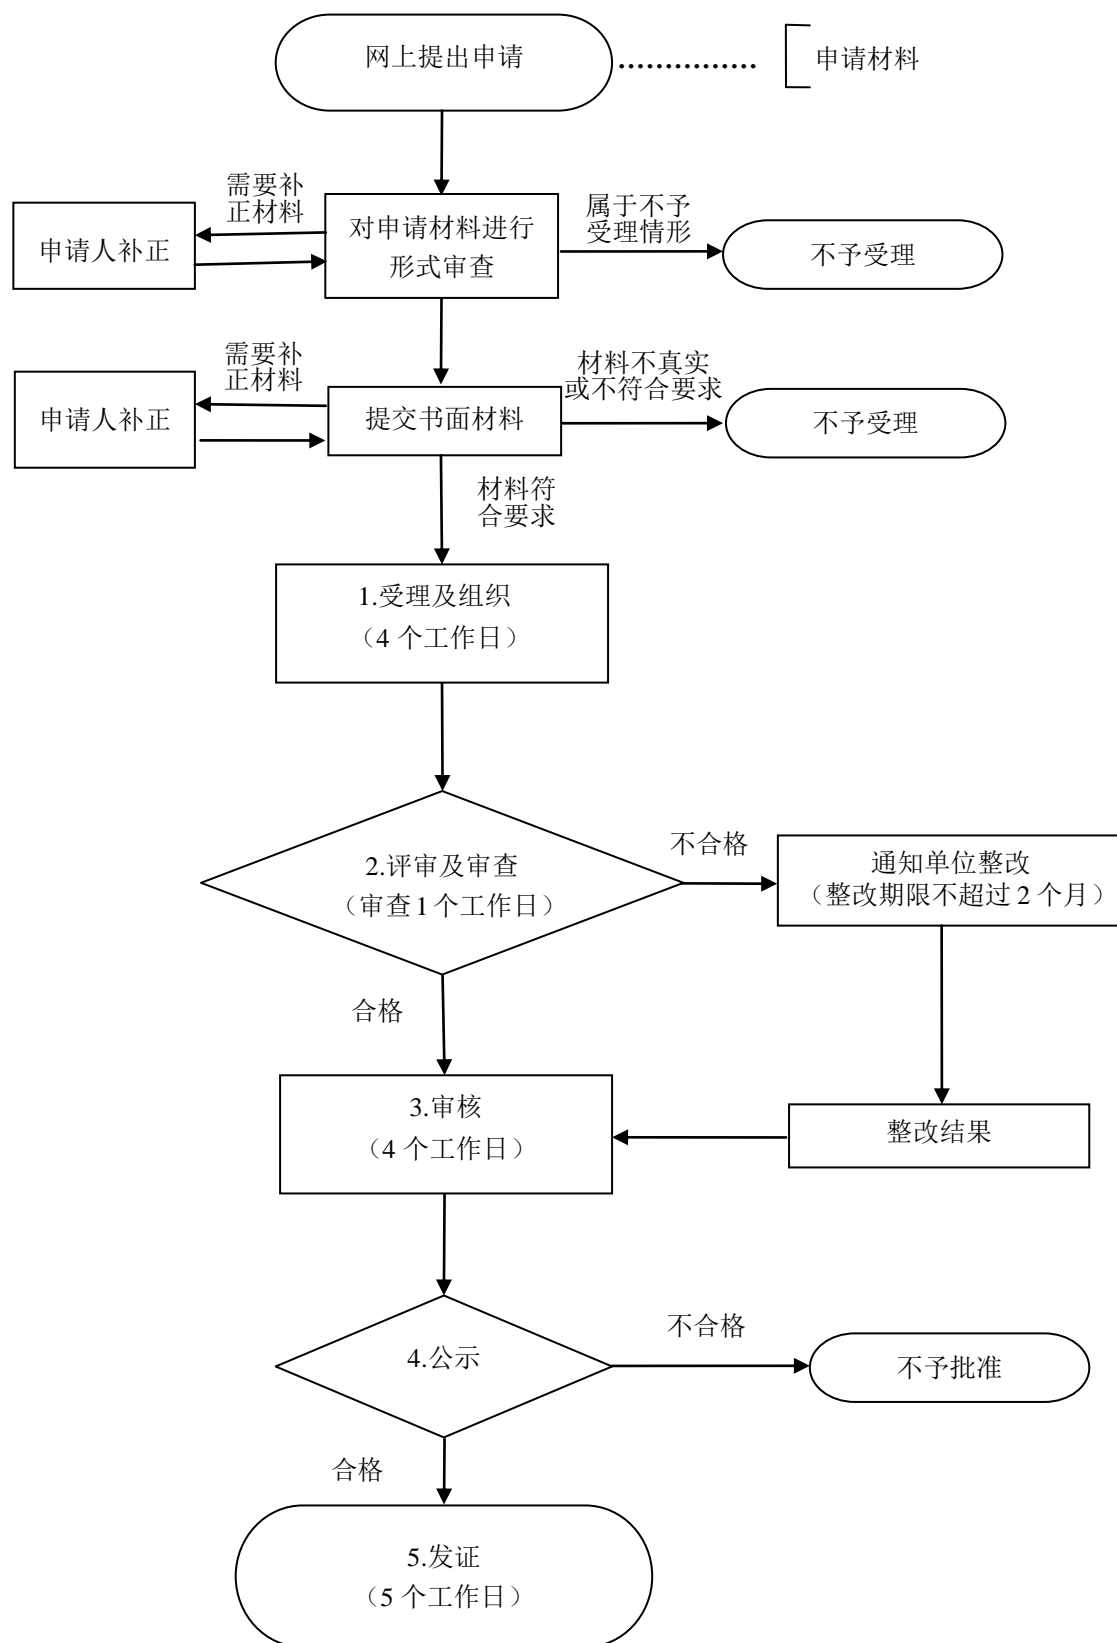 网上提出申请
申请材料
需要补
正材料
申请人补正
对申请材料进行
形式审查
属于不予
受理情形
不予受理
需要补
正材料
申请人补正
提交书面材料
材料不真实
或不符合要求
不予受理
材料符
合要求
1.受理及组织
（4 个工作日）
2.评审及审查
（审查 1 个工作日）
不合格
通知单位整改
（整改期限不超过 2 个月）
合格
3.审核
（4 个工作日）
整改结果
4.公示
不合格
不予批准
合格
5.发证
（5 个工作日）